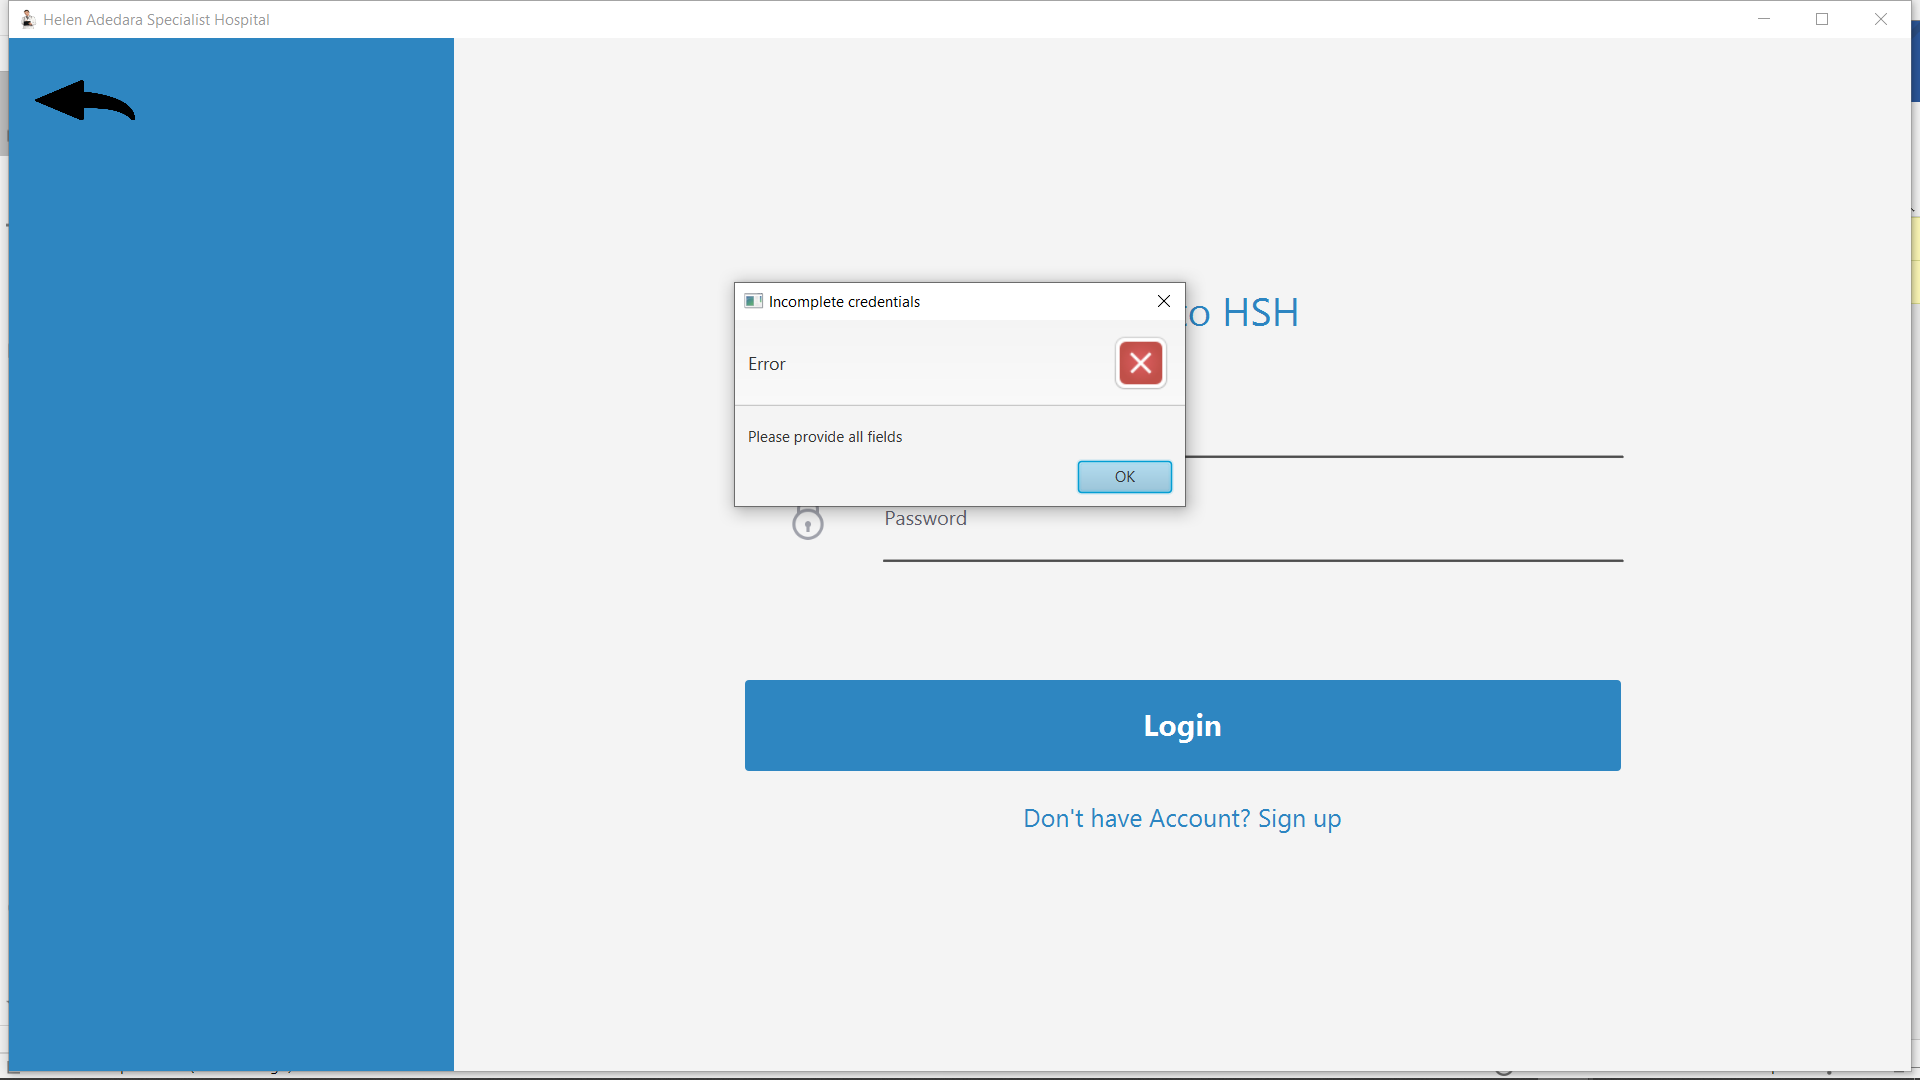 Helen Adedara Specialist Hospital
Incomplete credentials
to HSH
Error
Please provide all fields
OK
Password
Login
Don't have Account? Sign up